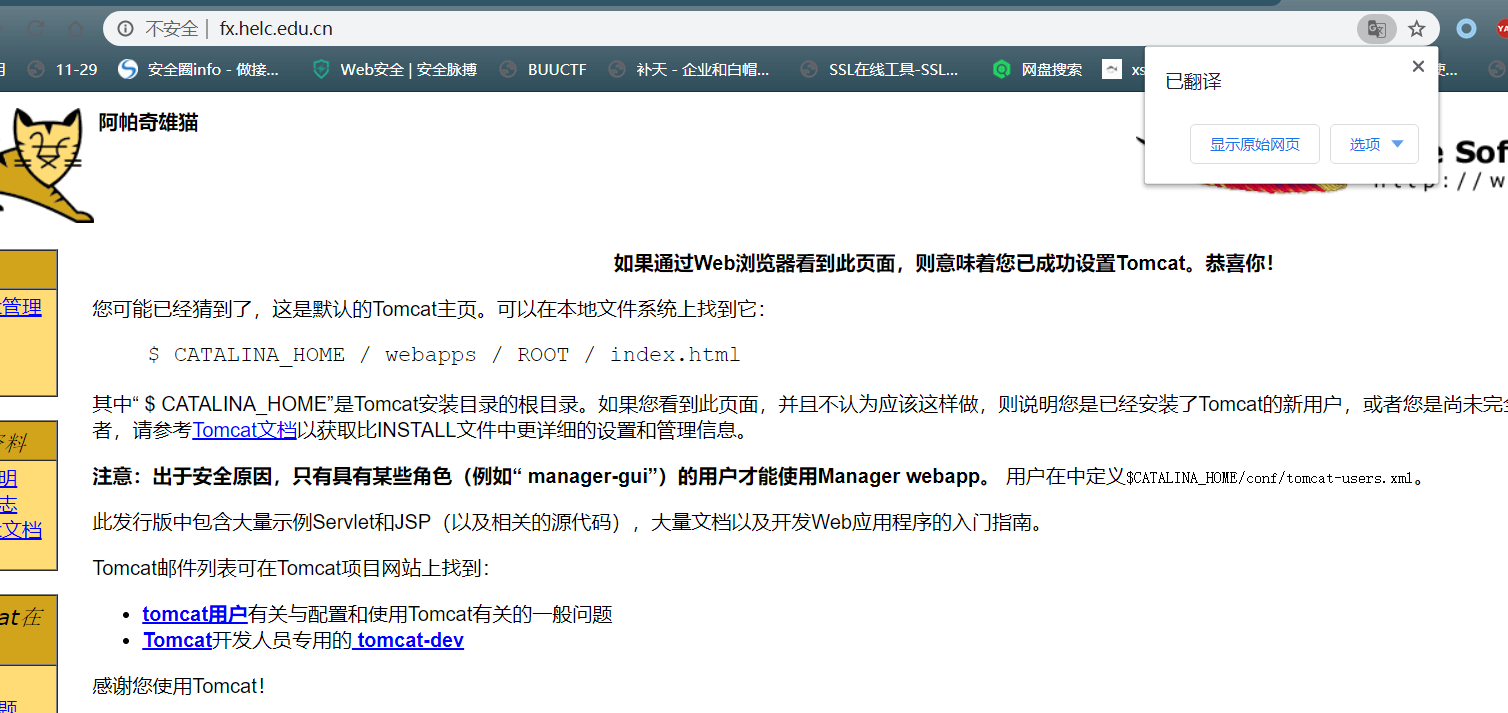 不安全 fx.helc.edu.cn
11-29 安全圈info - 做接... Web安全 | 安全脉搏 BUUCTF 补天 - 企业和白帽... SSL在线工具-SSL... 网盘搜索 xs
已翻译
显示原始网页 选项
阿帕奇雄猫
如果通过Web浏览器看到此页面，则意味着您已成功设置Tomcat。恭喜你！
管理
您可能已经猜到了，这是默认的Tomcat主页。可以在本地文件系统上找到它：
$ CATALINA_HOME / webapps / ROOT / index.html
其中“ $ CATALINA_HOME”是Tomcat安装目录的根目录。如果您看到此页面，并且不认为应该这样做，则说明您是已经安装了Tomcat的新用户，或者您是尚未完
者，请参考Tomcat文档以获取比INSTALL文件中更详细的设置和管理信息。
料
明
志
文档
注意：出于安全原因，只有具有某些角色（例如“ manager-gui”）的用户才能使用Manager webapp。 用户在中定义$CATALINA_HOME/conf/tomcat-users.xml。
此发行版中包含大量示例Servlet和JSP（以及相关的源代码），大量文档以及开发Web应用程序的入门指南。
Tomcat邮件列表可在Tomcat项目网站上找到：
at在
tomcat用户有关与配置和使用Tomcat有关的一般问题
Tomcat开发人员专用的 tomcat-dev
感谢您使用Tomcat！
题